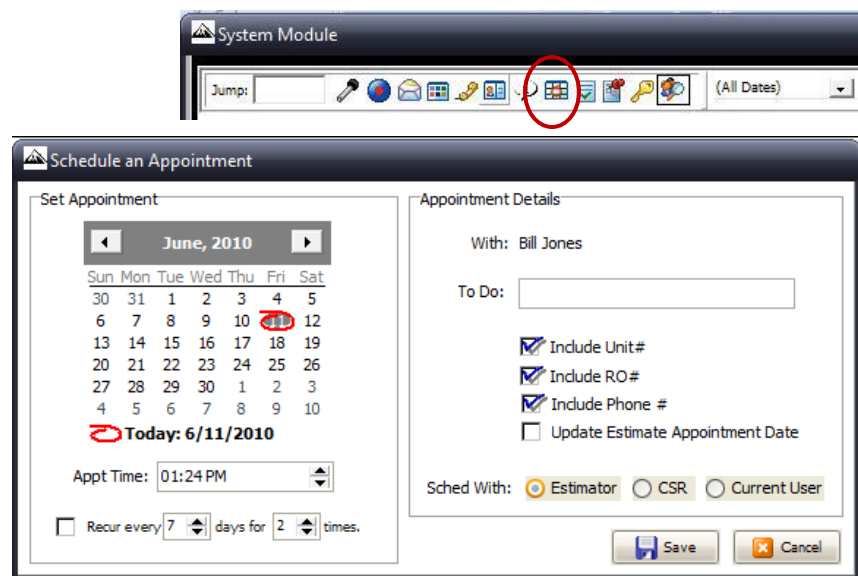 System Module
Jump:
(All Dates)
Schedule an Appointment
Set Appointment
June, 2010
Sun Mon Tue Wed Thu Fri Sat
30 31 1 2 3 4 5
6 7 8 9 10 11 12
13 14 15 16 17 18 19
20 21 22 23 24 25 26
27 28 29 30 1 2 3
4 5 6 7 8 9 10
Today: 6/11/2010
Appt Time: 01:24 PM
Recur every 7 days for 2 times.
Appointment Details
With: Bill Jones
To Do:
Include Unit#
Include RO#
Include Phone #
Update Estimate Appointment Date
Sched With: Estimator CSR Current User
Save Cancel